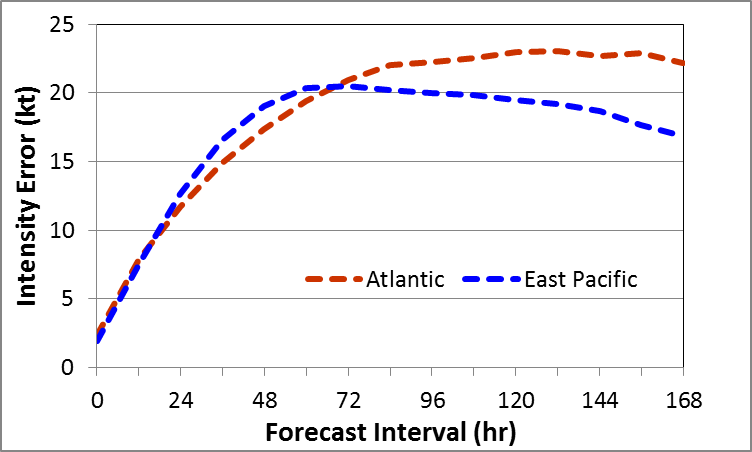 25
20
15
10
5
0
Intensity Error (kt)
Atlantic East Pacific
0 24 48 72 96 120 144 168
Forecast Interval (hr)